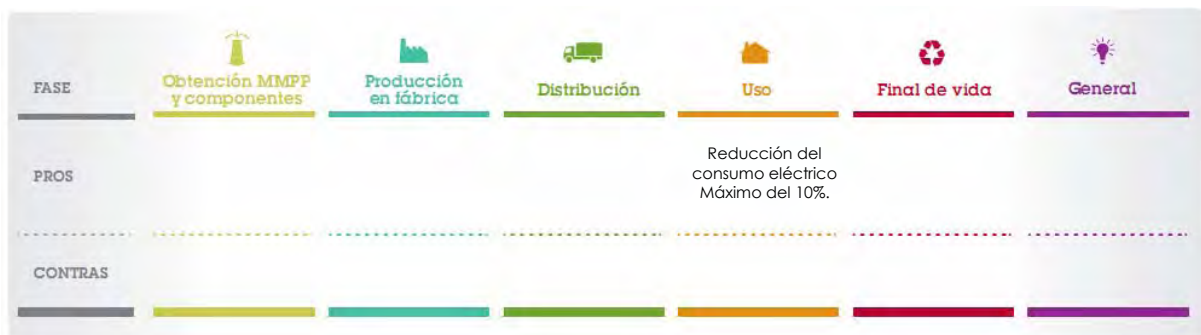 FASE
Obtención MMPP
y componentes
Producción
en fábrica
Distribución
Uso
Final de vida
General
PROS
Reducción del
consumo eléctrico
Máximo del 10%.
CONTRAS